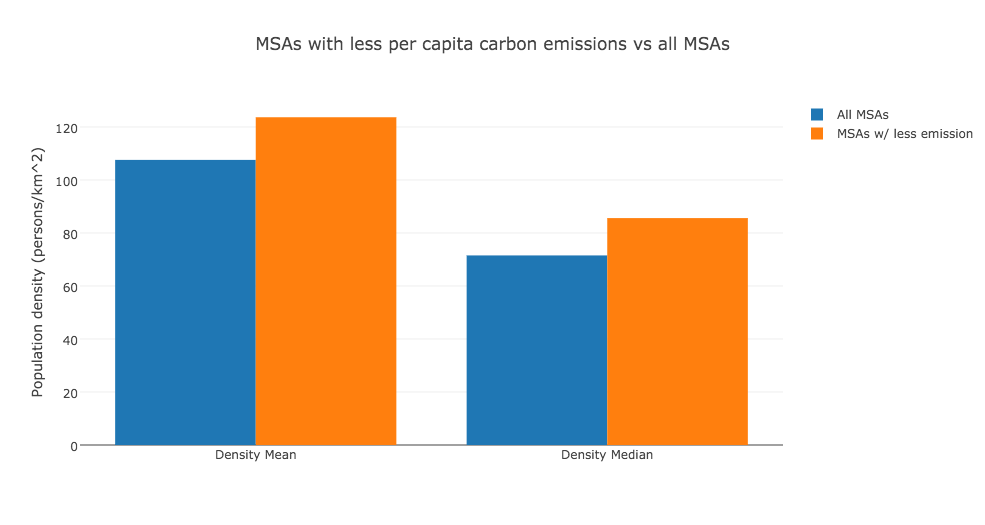 MSAs with less per capita carbon emissions vs all MSAs
All MSAs
MSAs w/ less emission
Population density (persons/km^2)
120
100
80
60
40
20
0
Density Mean
Density Median